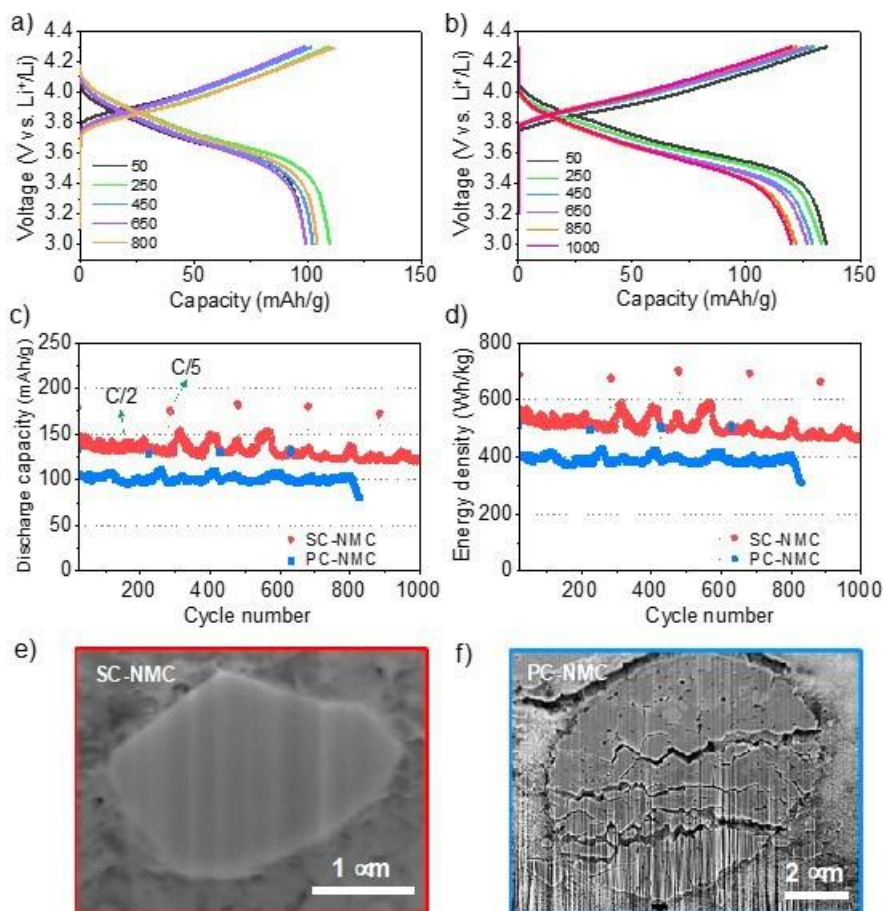 a)
4.4
4.2
4.0
3.8
3.6
3.4
3.2
3.0
Voltage (V vs. Li⁺/Li)
50
250
450
650
800
0 50 100 150
Capacity (mAh/g)
b)
4.4
4.2
4.0
3.8
3.6
3.4
3.2
3.0
Voltage (V vs. Li⁺/Li)
50
250
450
650
850
1000
0 50 100 150
Capacity (mAh/g)
c)
250
200
150
100
50
0
Discharge capacity (mAh/g)
C/2
C/5
SC-NMC
PC-NMC
200 400 600 800 1000
Cycle number
d)
800
600
400
200
0
Energy density (Wh/kg)
SC-NMC
PC-NMC
200 400 600 800 1000
Cycle number
e)
SC-NMC
1 ∝m
f)
PC-NMC
2 ∝m